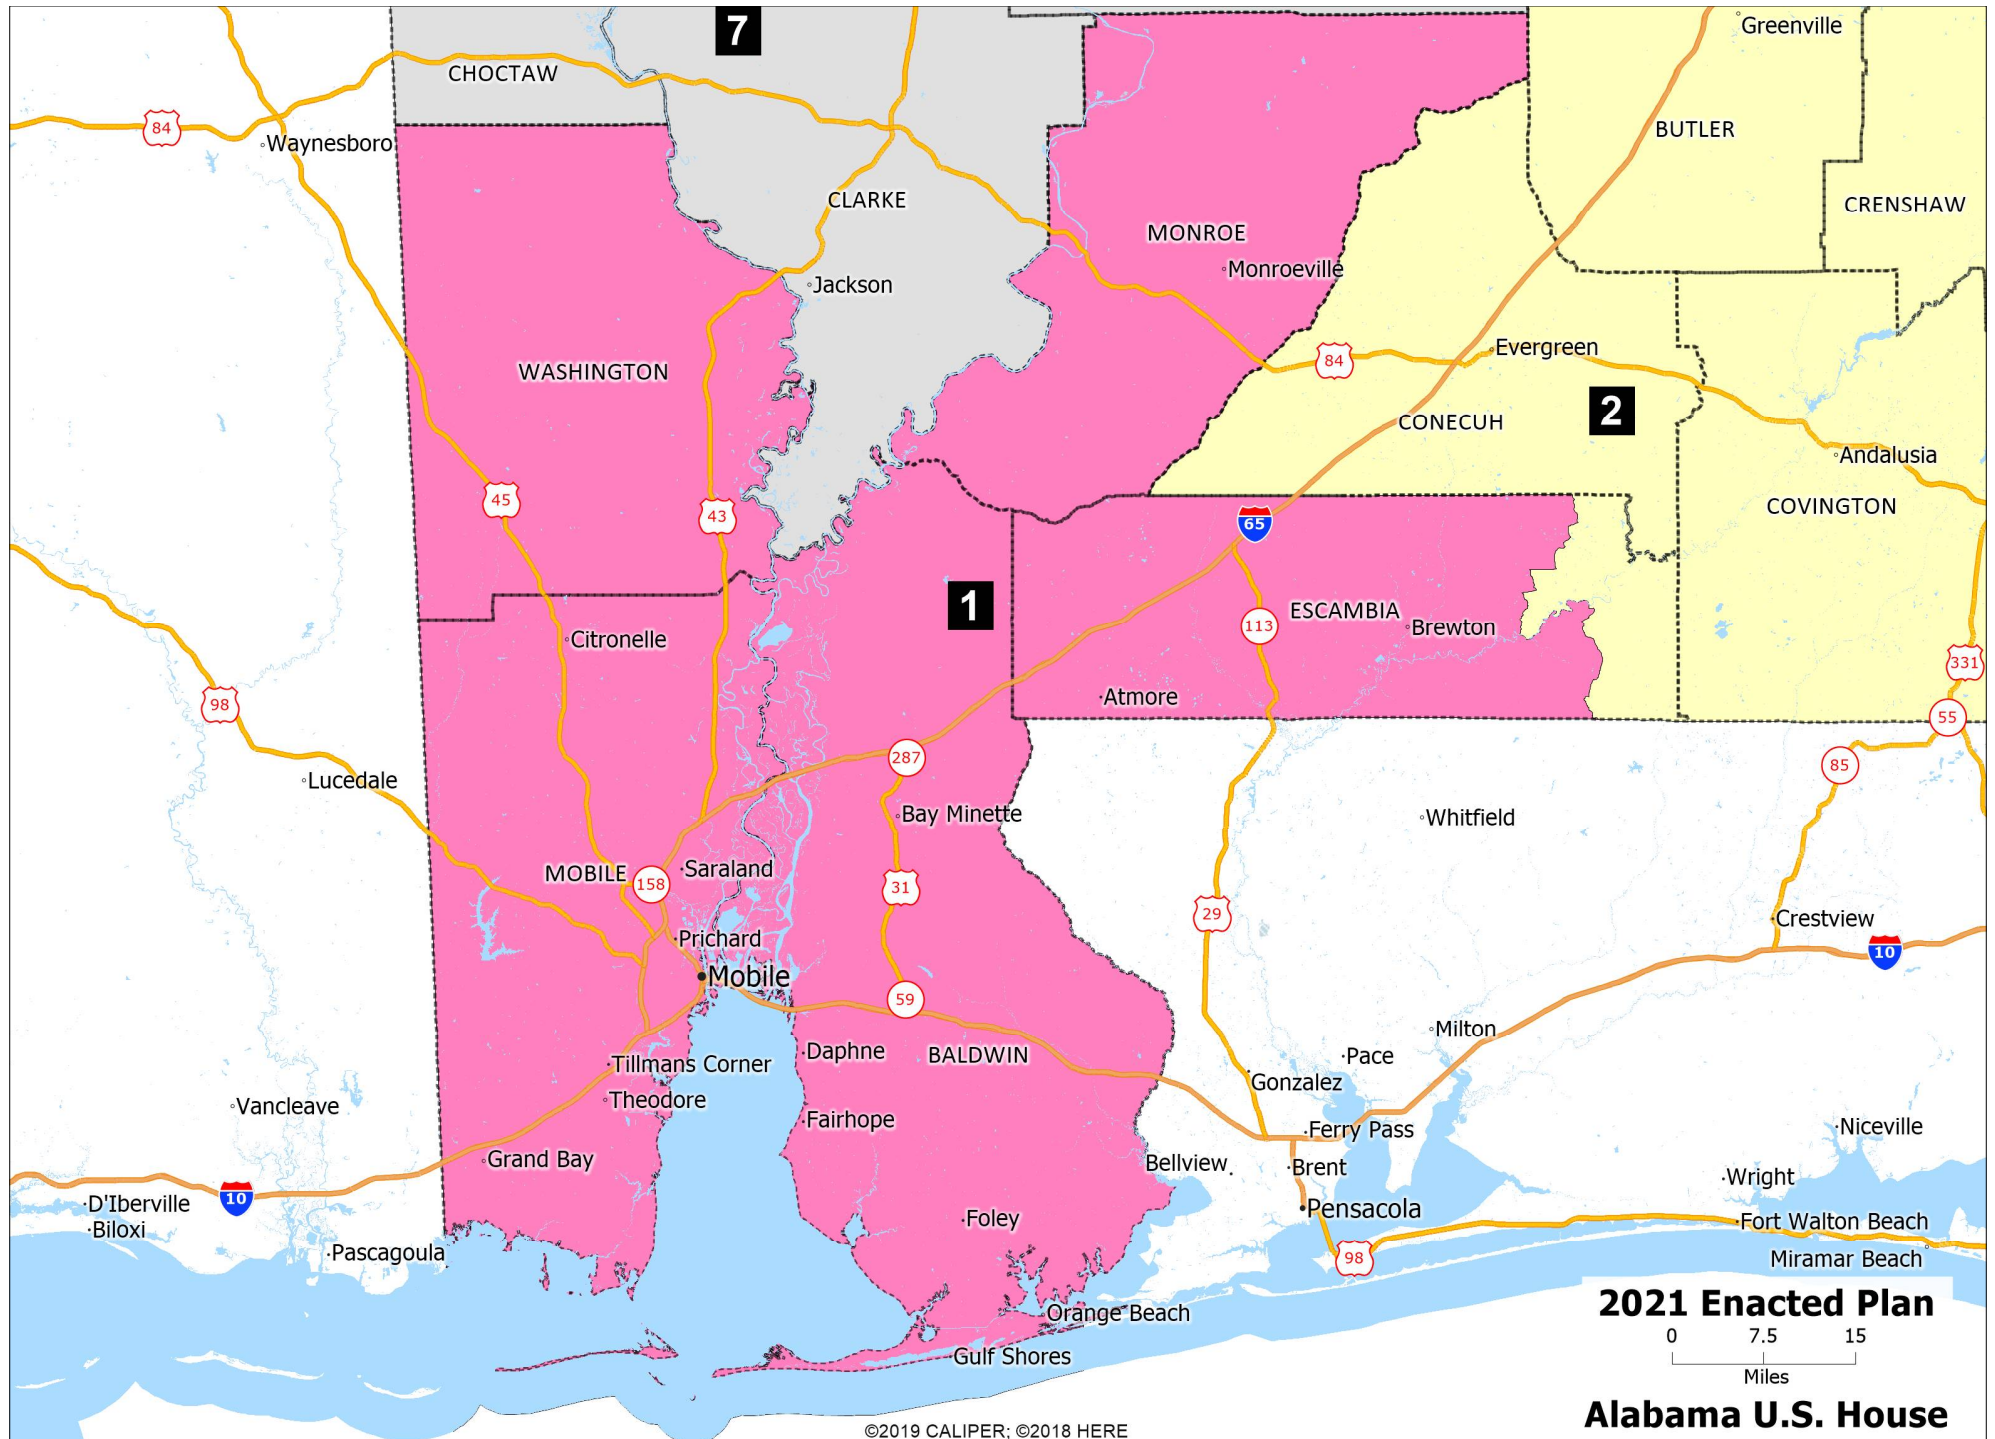 7
Greenville
CHOCTAW
84
Waynesboro
BUTLER
CLARKE
CRENSHAW
MONROE
Monroeville
Jackson
Evergreen
84
WASHINGTON
2
CONECUH
Andalusia
45
43
65
COVINGTON
1
ESCAMBIA
113
Brewton
Citronelle
331
98
Atmore
55
287
85
Lucedale
Bay Minette
Whitfield
MOBILE
158
Saraland
31
29
Crestview
Prichard
10
Mobile
59
Milton
Daphne
BALDWIN
Pace
Tillmans Corner
Gonzalez
Theodore
Vancleave
Fairhope
Ferry Pass
Niceville
Grand Bay
Bellview
Brent
Wright
10
D'Iberville
Pensacola
Biloxi
Foley
Fort Walton Beach
Pascagoula
98
Miramar Beach
Orange Beach
Gulf Shores
2021 Enacted Plan
0 7.5 15
Miles
Alabama U.S. House
©2019 CALIPER; ©2018 HERE